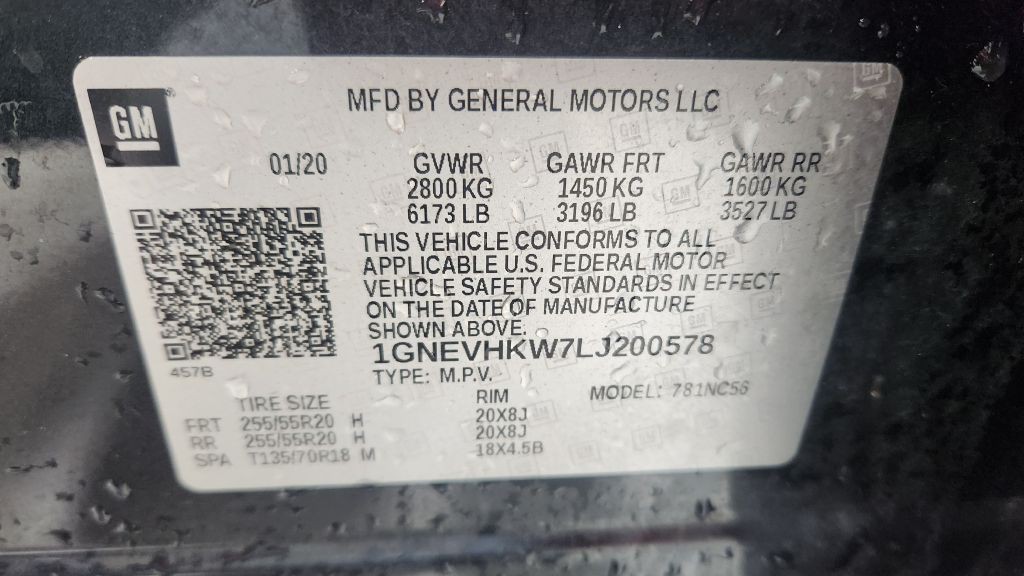 GM
MFD BY GENERAL MOTORS LLC
01/20 GVWR GAWR FRT GAWR RR
2800 KG 1450 KG 1600 KG
6173 LB 3196 LB 3527 LB
THIS VEHICLE CONFORMS TO ALL
APPLICABLE U.S. FEDERAL MOTOR
VEHICLE SAFETY STANDARDS IN EFFECT
ON THE DATE OF MANUFACTURE
SHOWN ABOVE.
1GNEVHKW7LJ200578
457B
TYPE: M.P.V.
TIRE SIZE RIM MODEL: 781NC56
FRT 255/55R20 H 20X8J
RR 255/55R20 H 20X8J
SPA T135/70R18 M 18X4.5B